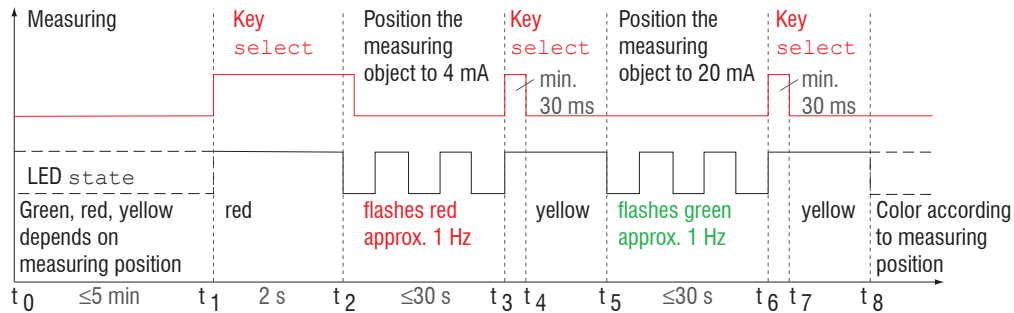 Measuring
Key
select
Position the
measuring
object to 4 mA
Key
select
min.
30 ms
Position the
measuring
object to 20 mA
Key
select
min.
30 ms
LED state
Green, red, yellow
depends on
measuring position
red
flashes red
approx. 1 Hz
yellow
flashes green
approx. 1 Hz
yellow
Color according
to measuring
position
t0 ≤5 min t1 2 s t2 ≤30 s t3 t4 t5 ≤30 s t6 t7 t8